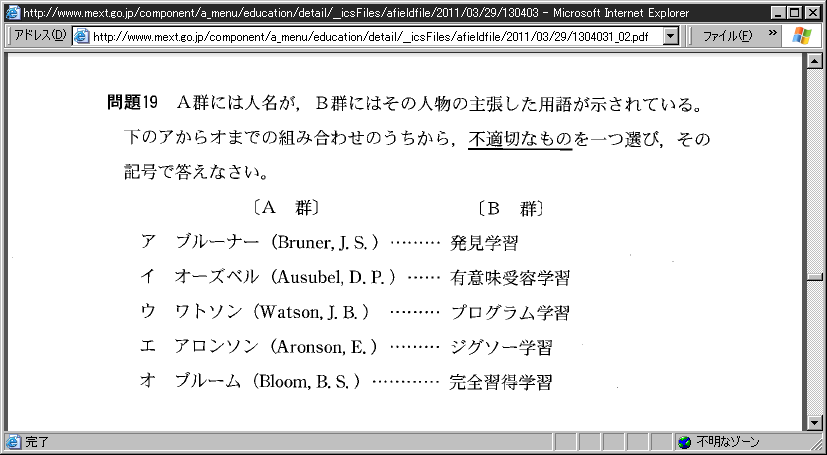 http://www.mext.go.jp/component/a_menu/education/detail/_icsFiles/afieldfile/2011/03/29/130403 - Microsoft Internet Explorer
アドレス(D) http://www.mext.go.jp/component/a_menu/education/detail/_icsFiles/afieldfile/2011/03/29/1304031_02.pdf ファイル(F) »
問題19 A群には人名が，B群にはその人物の主張した用語が示されている。
下のアからオまでの組み合わせのうちから，不適切なものを一つ選び，その
記号で答えなさい。
〔A 群〕 〔B 群〕
ア ブルーナー（Bruner, J. S.）……… 発見学習
イ オーズベル（Ausubel, D. P.）…… 有意味受容学習
ウ ワトソン（Watson, J. B.） ……… プログラム学習
エ アロンソン（Aronson, E.）……… ジグソー学習
オ ブルーム（Bloom, B. S.）………… 完全習得学習
完了 不明なゾーン